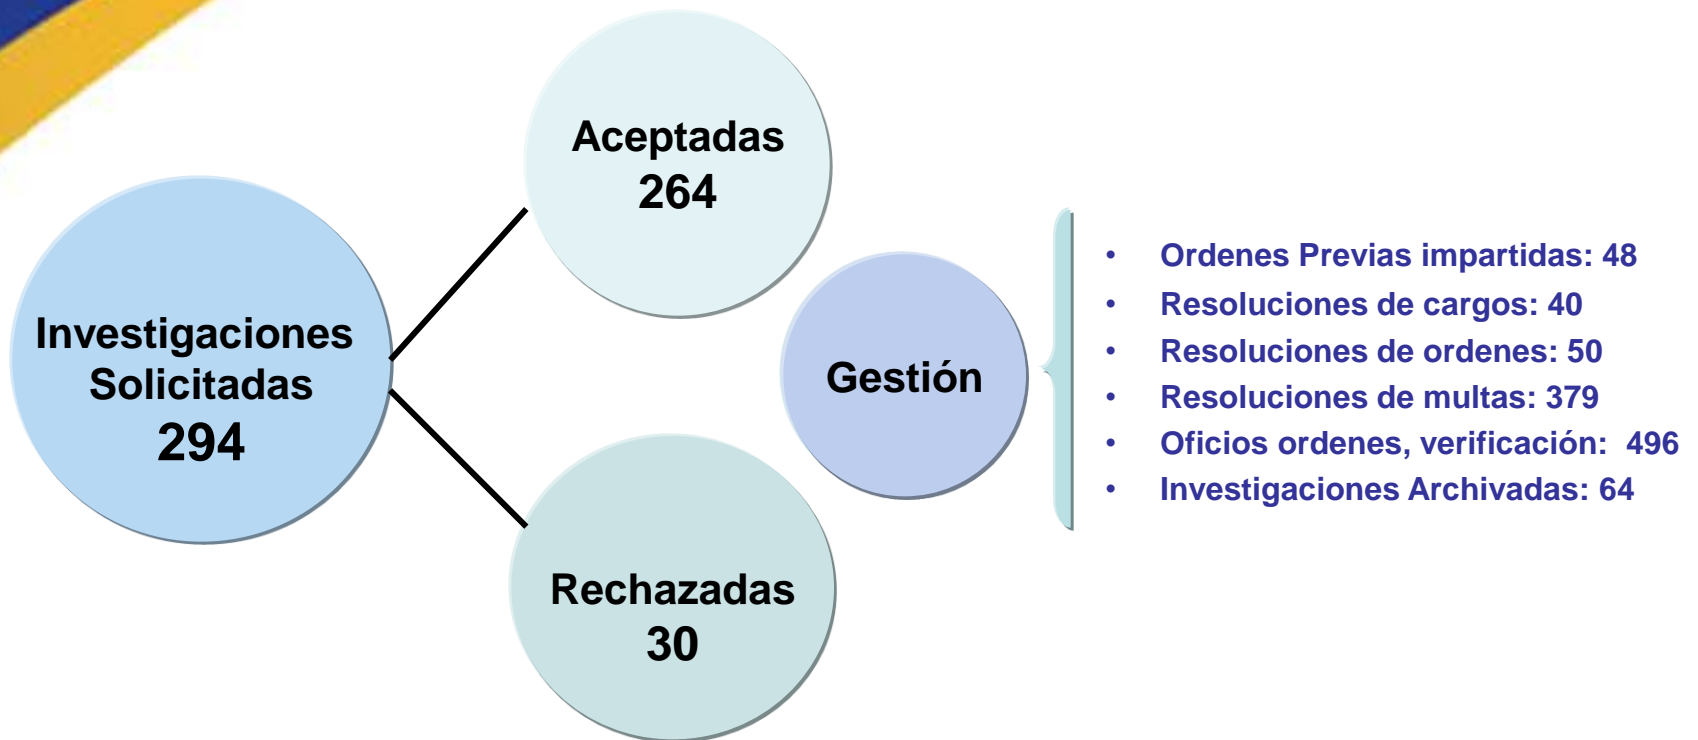 Investigaciones
Solicitadas
294
Aceptadas
264
Rechazadas
30
Gestión
• Ordenes Previas impartidas: 48
• Resoluciones de cargos: 40
• Resoluciones de ordenes: 50
• Resoluciones de multas: 379
• Oficios ordenes, verificación:  496
• Investigaciones Archivadas: 64